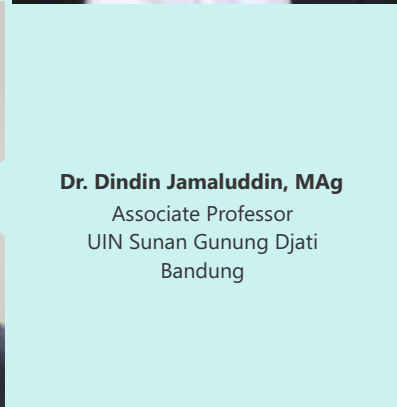 Dr. Dindin Jamaluddin, MAg
Associate Professor
UIN Sunan Gunung Djati
Bandung